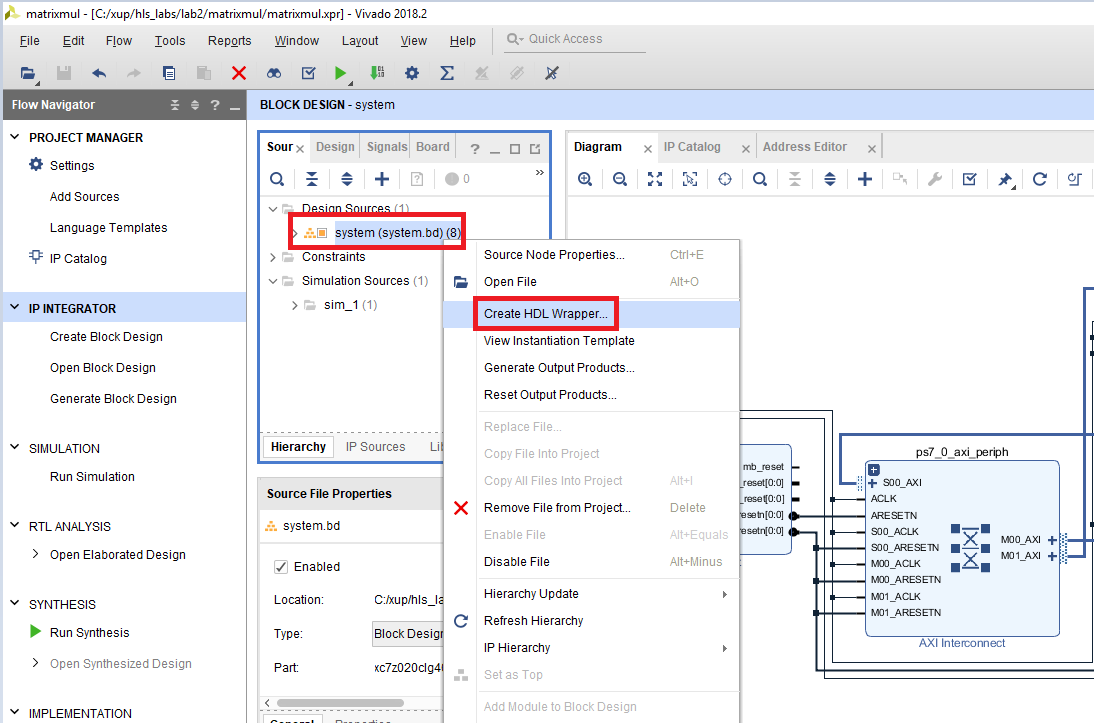 matrixmul - [C:/xup/hls_labs/lab2/matrixmul/matrixmul.xpr] - Vivado 2018.2
File Edit Flow Tools Reports Window Layout View Help Quick Access
Flow Navigator
PROJECT MANAGER
Settings
Add Sources
Language Templates
IP Catalog
IP INTEGRATOR
Create Block Design
Open Block Design
Generate Block Design
SIMULATION
Run Simulation
RTL ANALYSIS
Open Elaborated Design
SYNTHESIS
Run Synthesis
Open Synthesized Design
IMPLEMENTATION
BLOCK DESIGN - system
Sour Design Signals Board
0
Design Sources (1)
system (system.bd) (8)
Constraints
Simulation Sources (1)
sim_1 (1)
Hierarchy IP Sources Lib
Source File Properties
system.bd
Enabled
Location: C:/xup/hls_la
Type: Block Design
Part: xc7z020clg40
General Properties
Source Node Properties... Ctrl+E
Open File Alt+O
Create HDL Wrapper...
View Instantiation Template
Generate Output Products...
Reset Output Products...
Replace File...
Copy File Into Project
Copy All Files Into Project Alt+I
Remove File from Project... Delete
Enable File Alt+Equals
Disable File Alt+Minus
Hierarchy Update
Refresh Hierarchy
IP Hierarchy
Set as Top
Add Module to Block Design
Diagram IP Catalog Address Editor
mb_reset
_reset[0:0]
_reset[0:0]
resetn[0:0]
resetn[0:0]
ps7_0_axi_periph
S00_AXI
ACLK
ARESETN
S00_ACLK
S00_ARESETN
M00_ACLK
M00_ARESETN
M01_ACLK
M01_ARESETN
M00_AXI
M01_AXI
AXI Interconnect